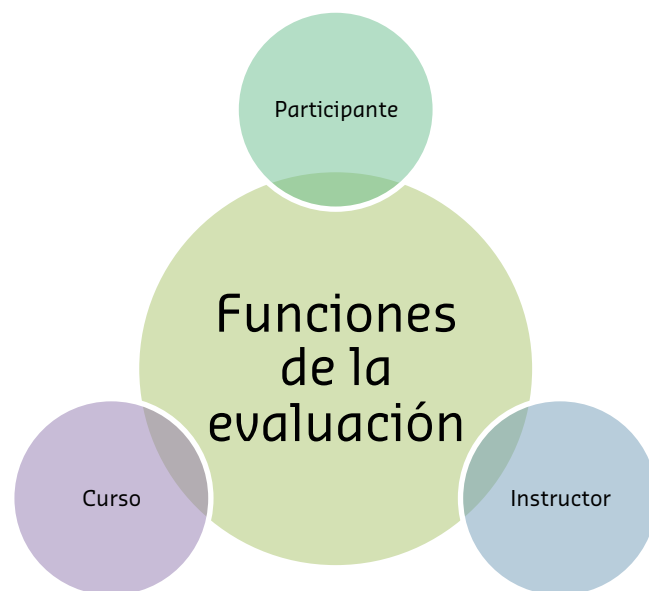 Participante
Funciones
de la
evaluación
Curso
Instructor